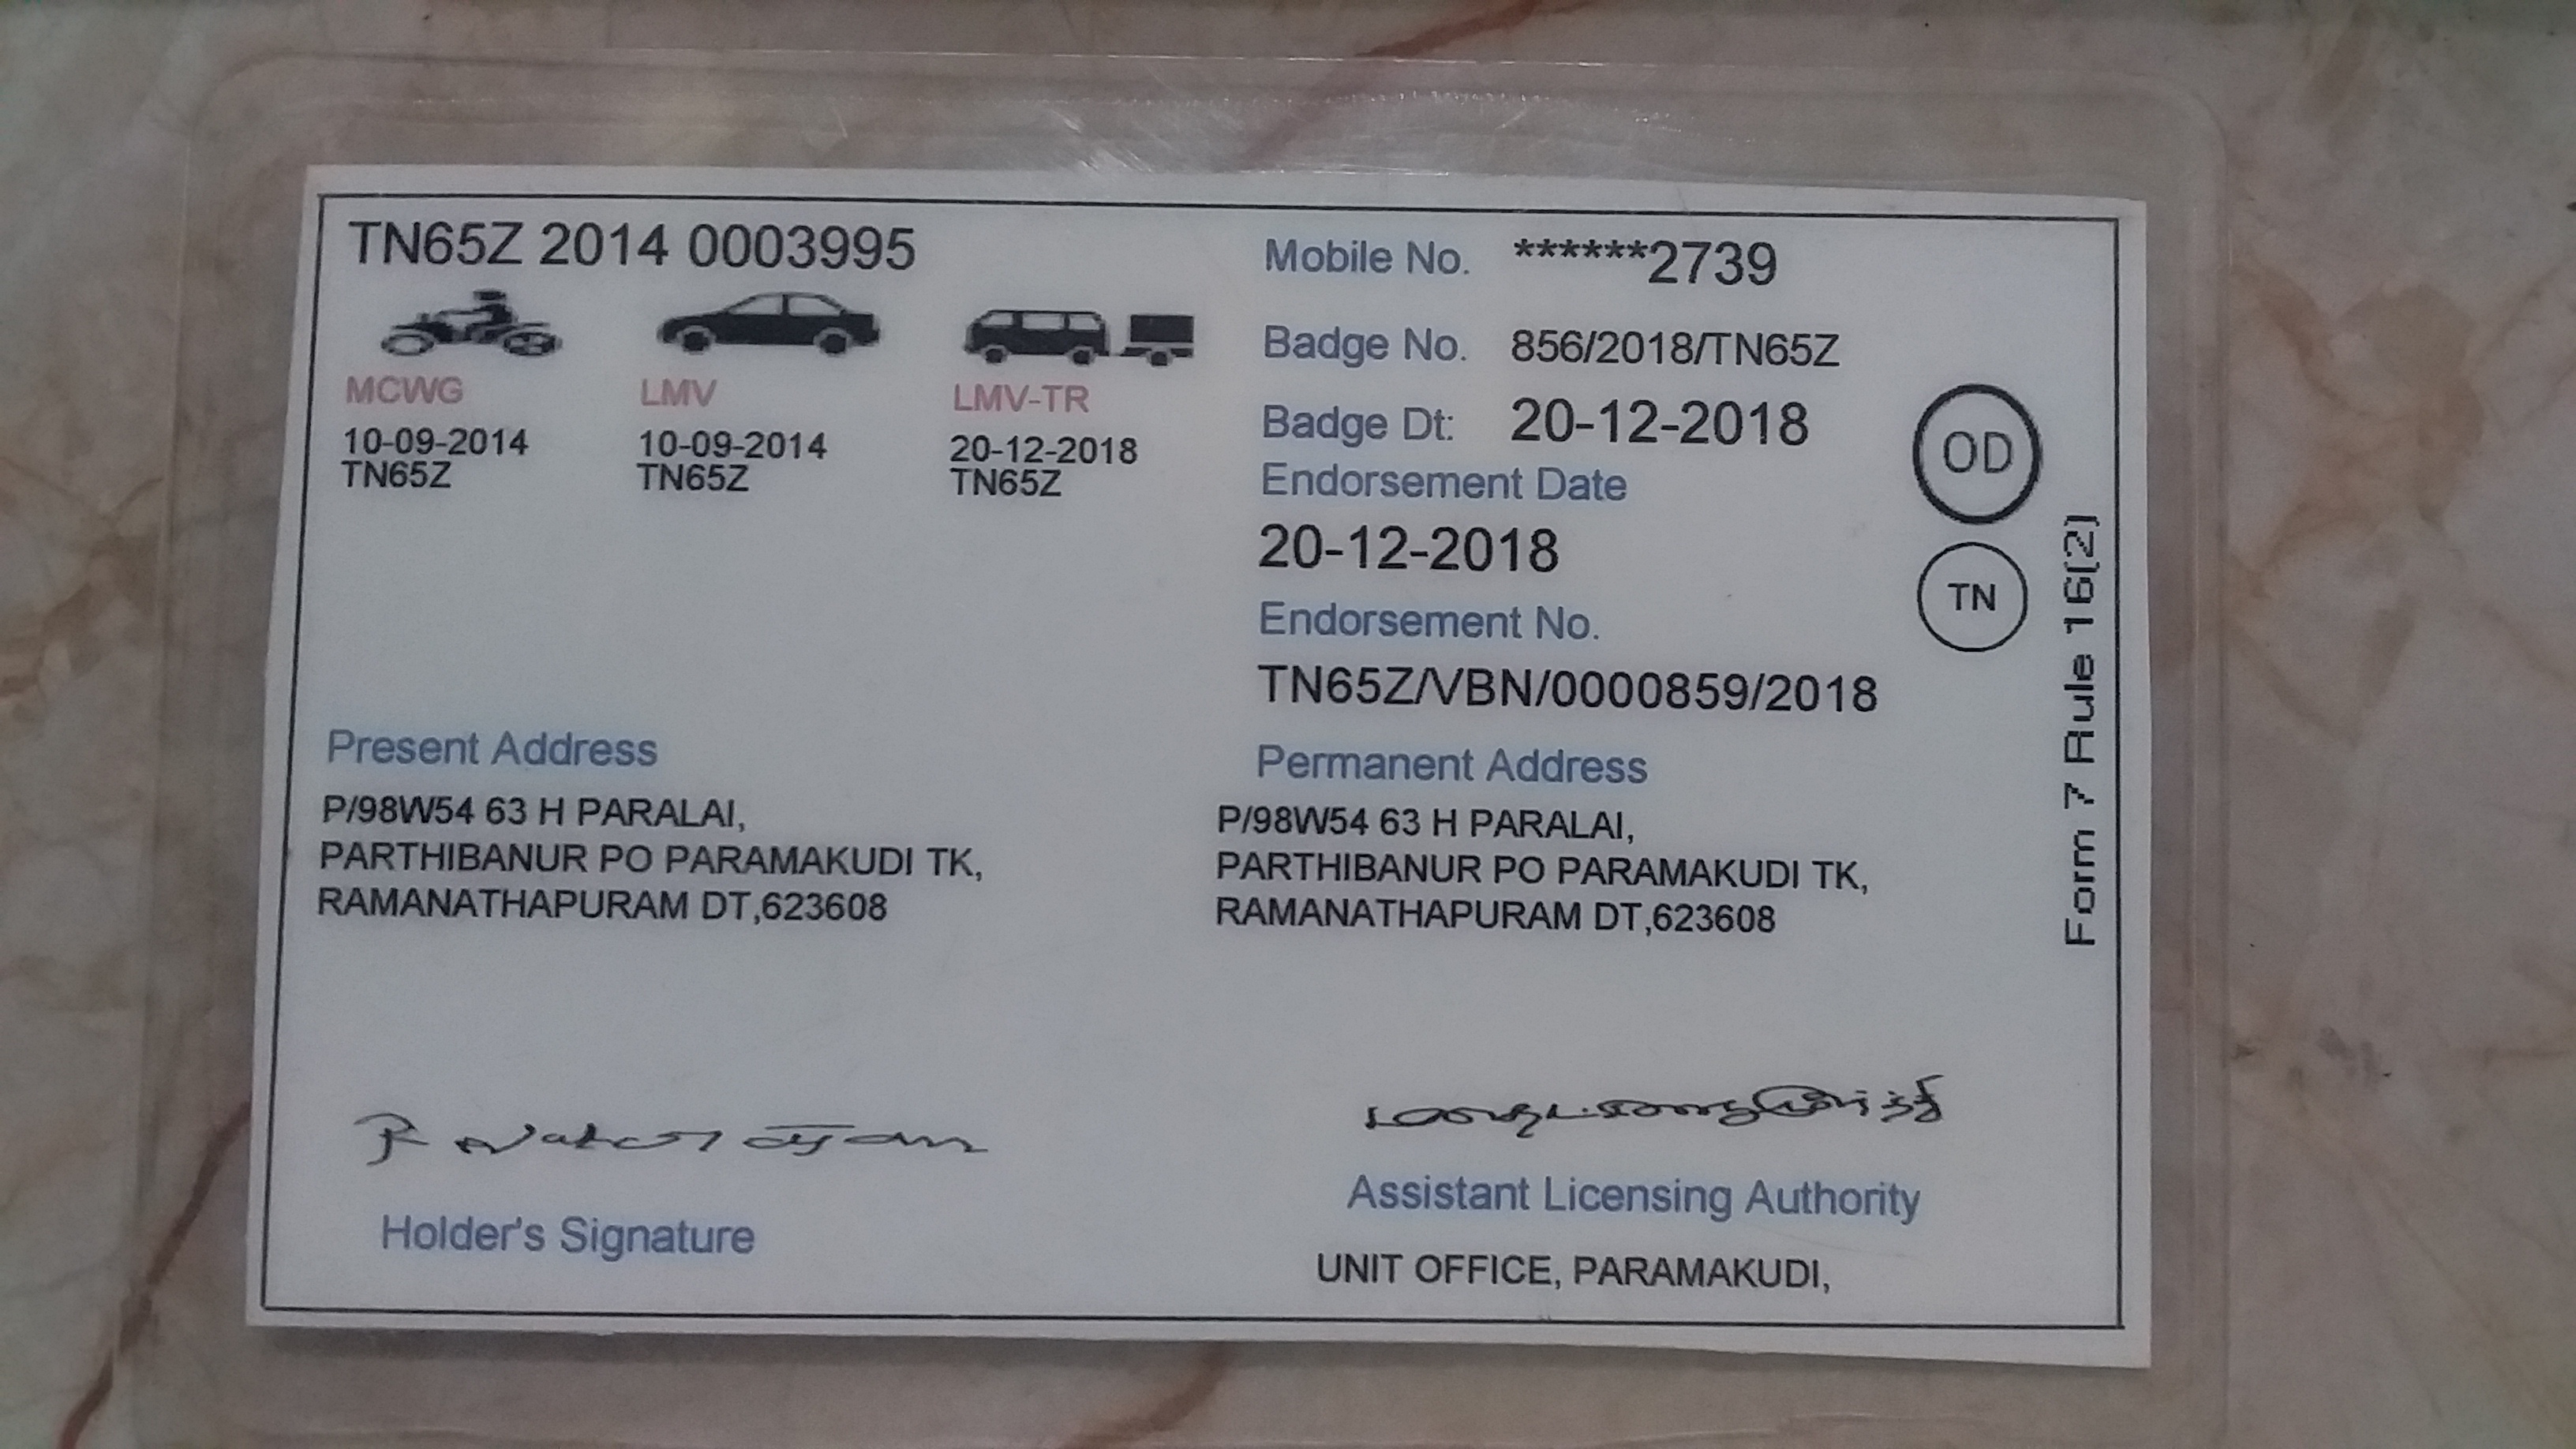 TN65Z 2014 0003995
MCWG LMV LMV-TR
10-09-2014 10-09-2014 20-12-2018
TN65Z TN65Z TN65Z
Mobile No. ******2739
Badge No. 856/2018/TN65Z
Badge Dt: 20-12-2018
Endorsement Date
20-12-2018
Endorsement No.
TN65Z/VBN/0000859/2018
OD
TN
Form 7 Rule 16(2)
Present Address
P/98W54 63 H PARALAI,
PARTHIBANUR PO PARAMAKUDI TK,
RAMANATHAPURAM DT,623608
Permanent Address
P/98W54 63 H PARALAI,
PARTHIBANUR PO PARAMAKUDI TK,
RAMANATHAPURAM DT,623608
Holder's Signature
Assistant Licensing Authority
UNIT OFFICE, PARAMAKUDI,